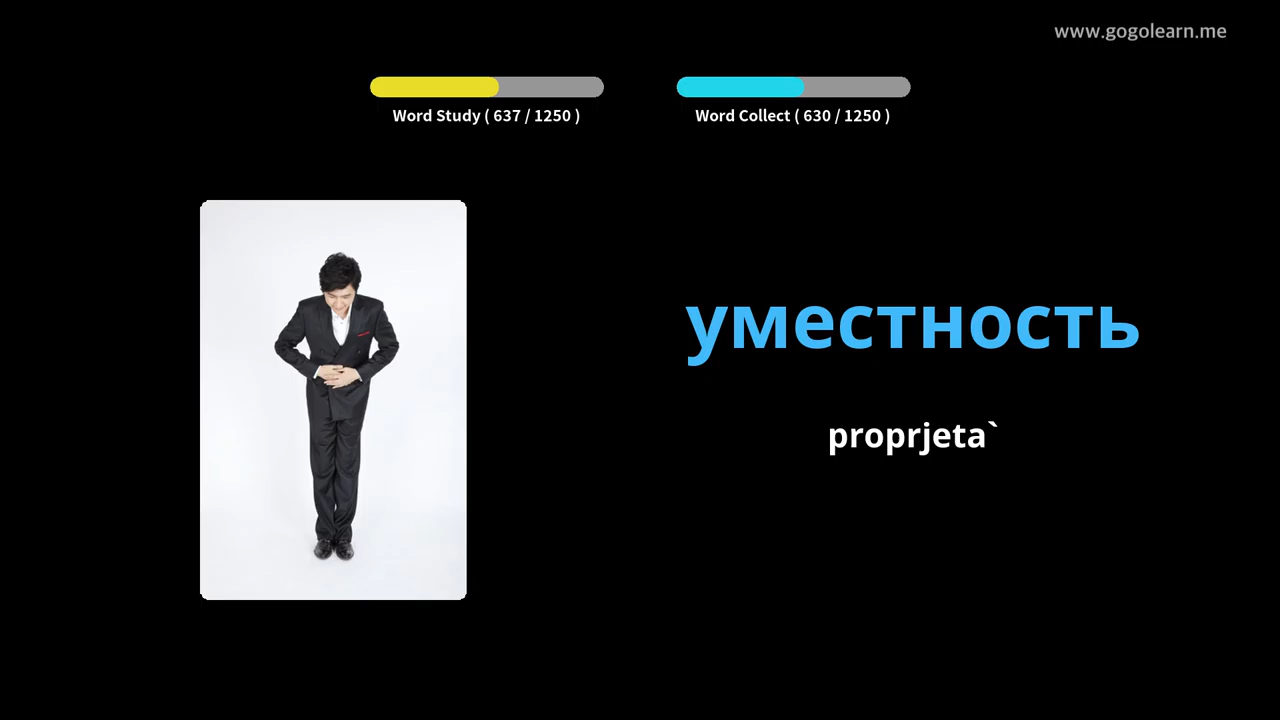 www.gogolearn.me
Word Study ( 637 / 1250 )
Word Collect ( 630 / 1250 )
уместность
proprjeta`